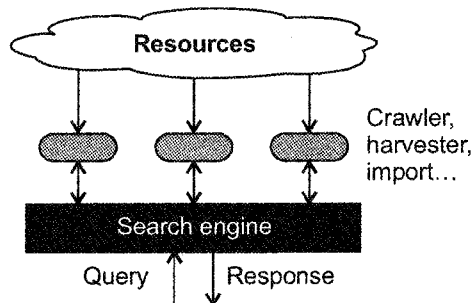 Resources
Crawler,
harvester,
import…
Search engine
Query
Response